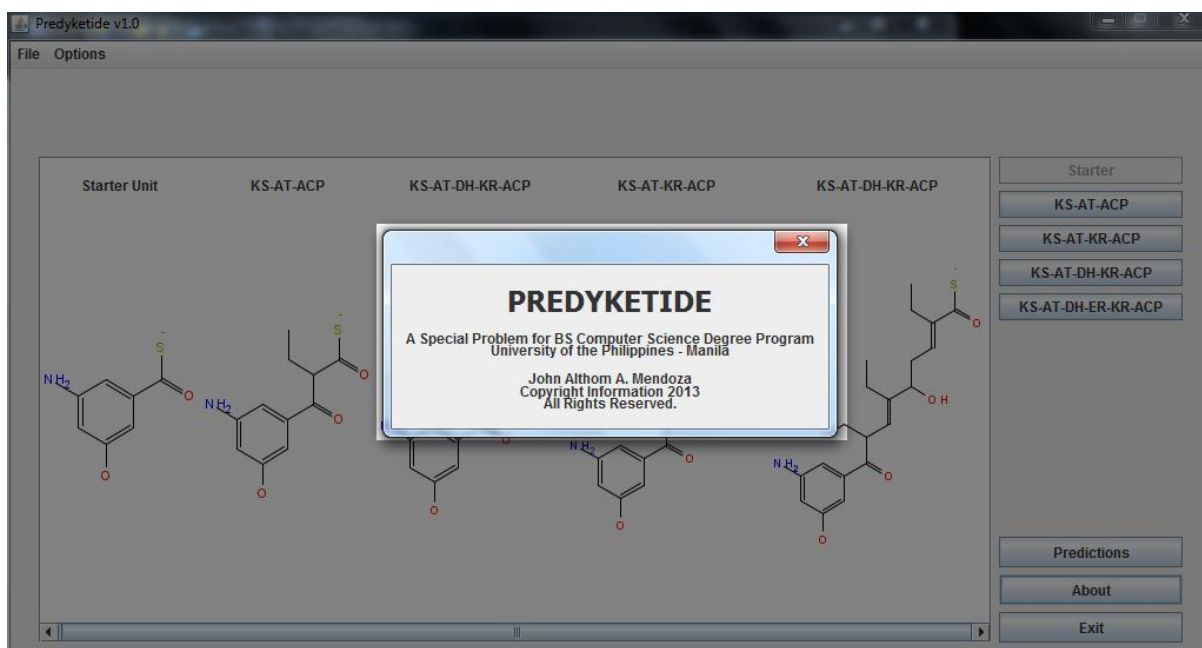 Predyketide v1.0
File Options
Starter Unit KS-AT-ACP KS-AT-DH-KR-ACP KS-AT-KR-ACP KS-AT-DH-KR-ACP
Starter
KS-AT-ACP
KS-AT-KR-ACP
KS-AT-DH-KR-ACP
KS-AT-DH-ER-KR-ACP
PREDYKETIDE
A Special Problem for BS Computer Science Degree Program
University of the Philippines - Manila
John Althom A. Mendoza
Copyright Information 2013
All Rights Reserved.
S
NH2
O
O
S
O
NH2
O
O
O
NH2
O
O
S
O
OH
NH2
O
O
Predictions
About
Exit